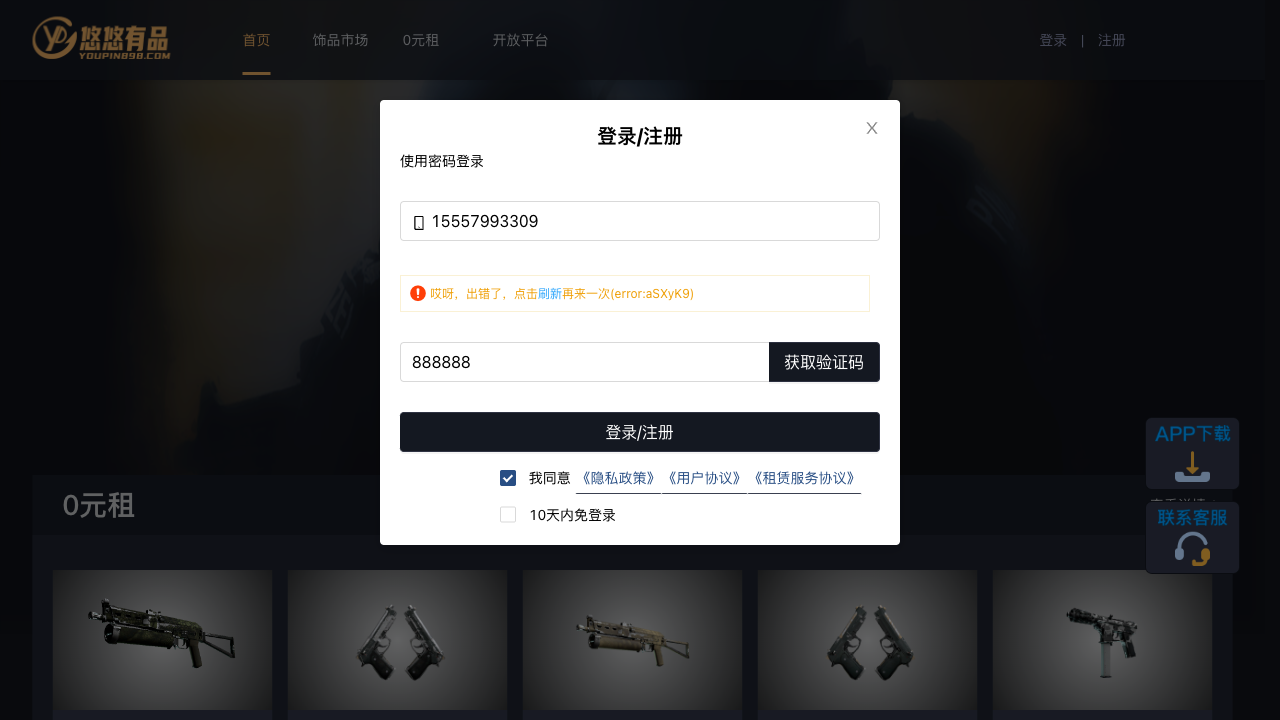 悠悠有品
YOUPIN898.COM
首页
饰品市场
0元租
开放平台
登录 | 注册
登录/注册
X
使用密码登录
15557993309
哎呀，出错了，点击刷新再来一次(error:aSXyK9)
888888
获取验证码
登录/注册
我同意 《隐私政策》 《用户协议》 《租赁服务协议》
10天内免登录
APP下载
联系客服
0元租